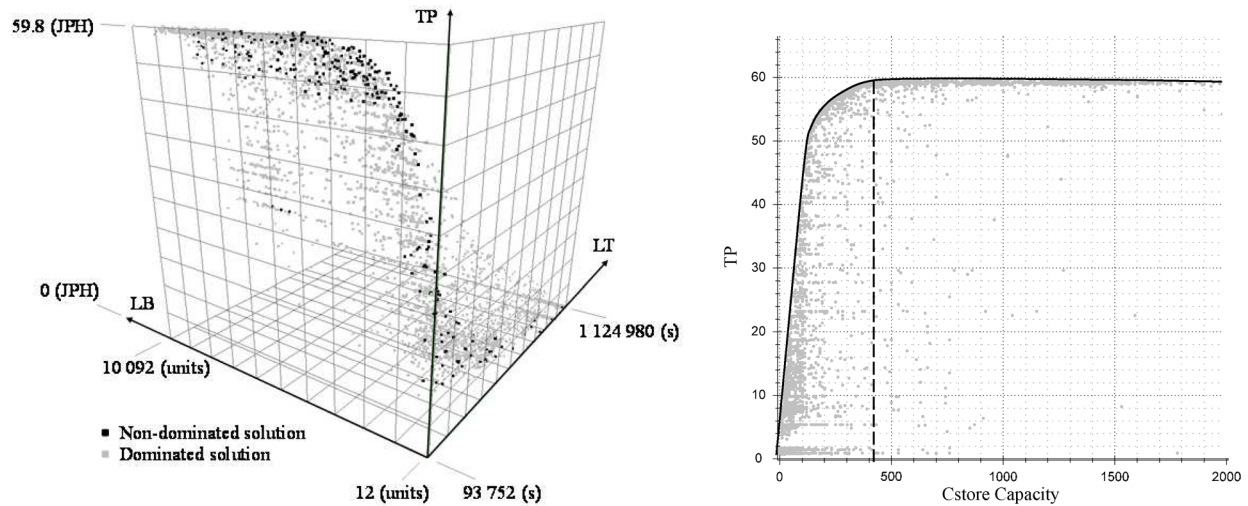 59.8 (JPH)
TP
LT
0 (JPH)
LB
1 124 980 (s)
10 092 (units)
Non-dominated solution
Dominated solution
12 (units)
93 752 (s)
TP
60
50
40
30
20
10
0
0
500
1000
1500
2000
Cstore Capacity